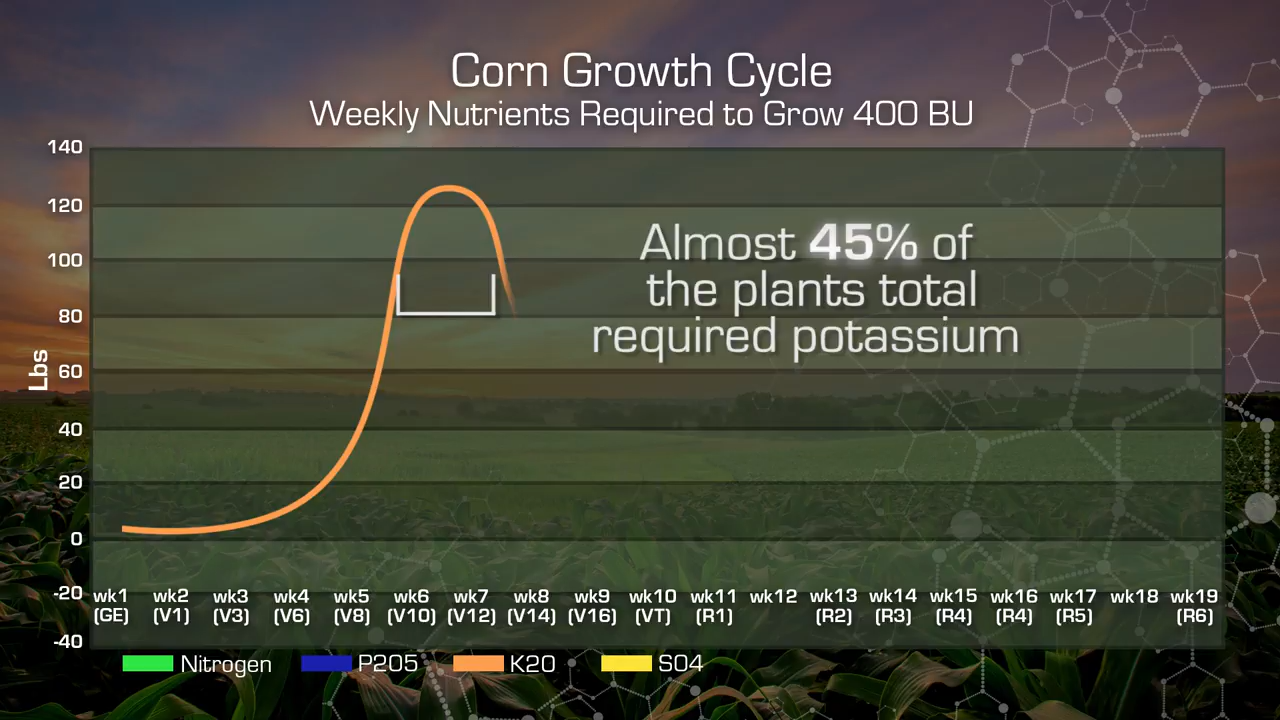 Corn Growth Cycle
Weekly Nutrients Required to Grow 400 BU
140
120
100
80
60
40
20
0
-20
-40
Lbs
Almost 45% of
the plants total
required potassium
wk1 wk2 wk3 wk4 wk5 wk6 wk7 wk8 wk9 wk10 wk11 wk12 wk13 wk14 wk15 wk16 wk17 wk18 wk19
(GE) (V1) (V3) (V6) (V8) (V10) (V12) (V14) (V16) (VT) (R1) (R2) (R3) (R4) (R4) (R5) (R6)
Nitrogen P205 K20 S04